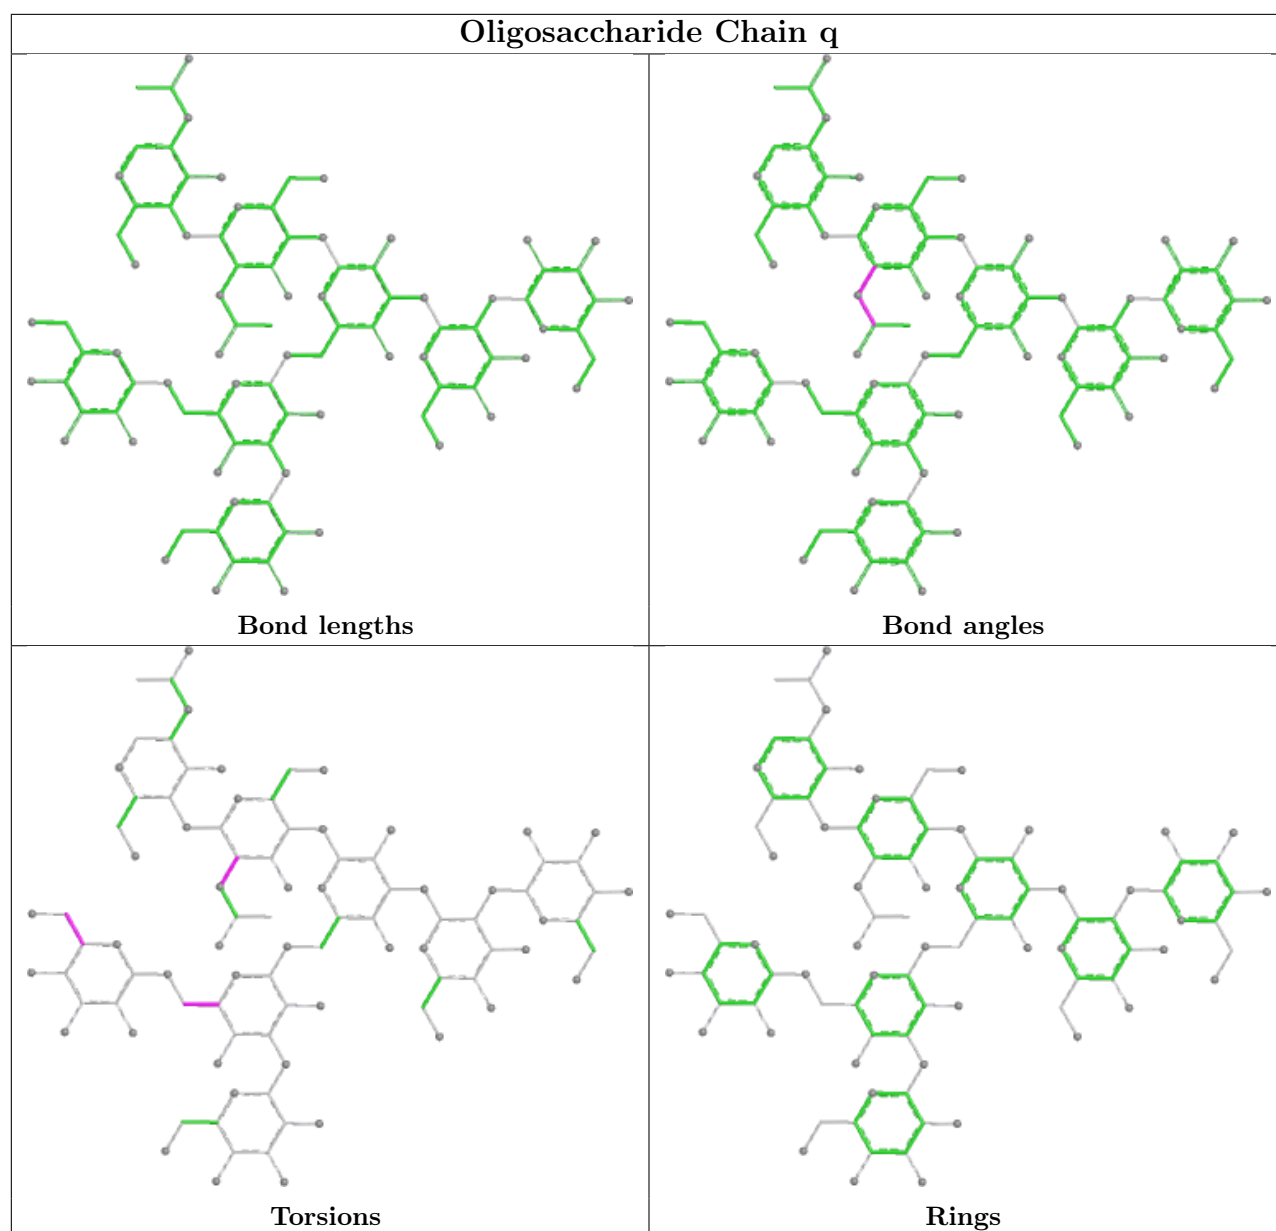 Oligosaccharide Chain q
Bond lengths
Bond angles
Torsions
Rings